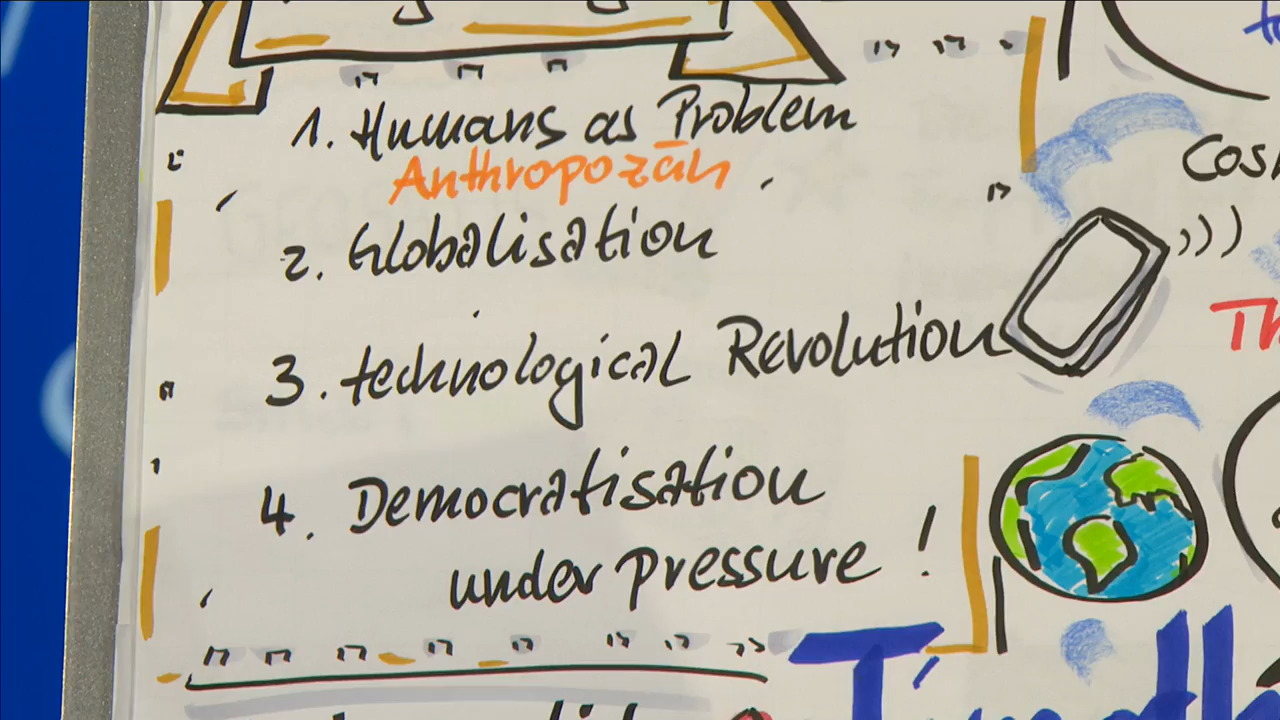 1. Humans as Problem
Anthropozän
2. Globalisation
3. technological Revolution
4. Democratisation
under pressure!